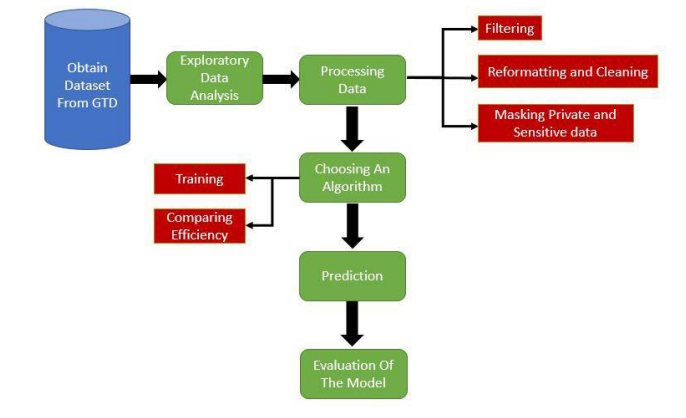 Obtain
Dataset
From GTD
Exploratory
Data
Analysis
Processing
Data
Filtering
Reformatting and Cleaning
Masking Private and
Sensitive data
Choosing An
Algorithm
Training
Comparing
Efficiency
Prediction
Evaluation Of
The Model